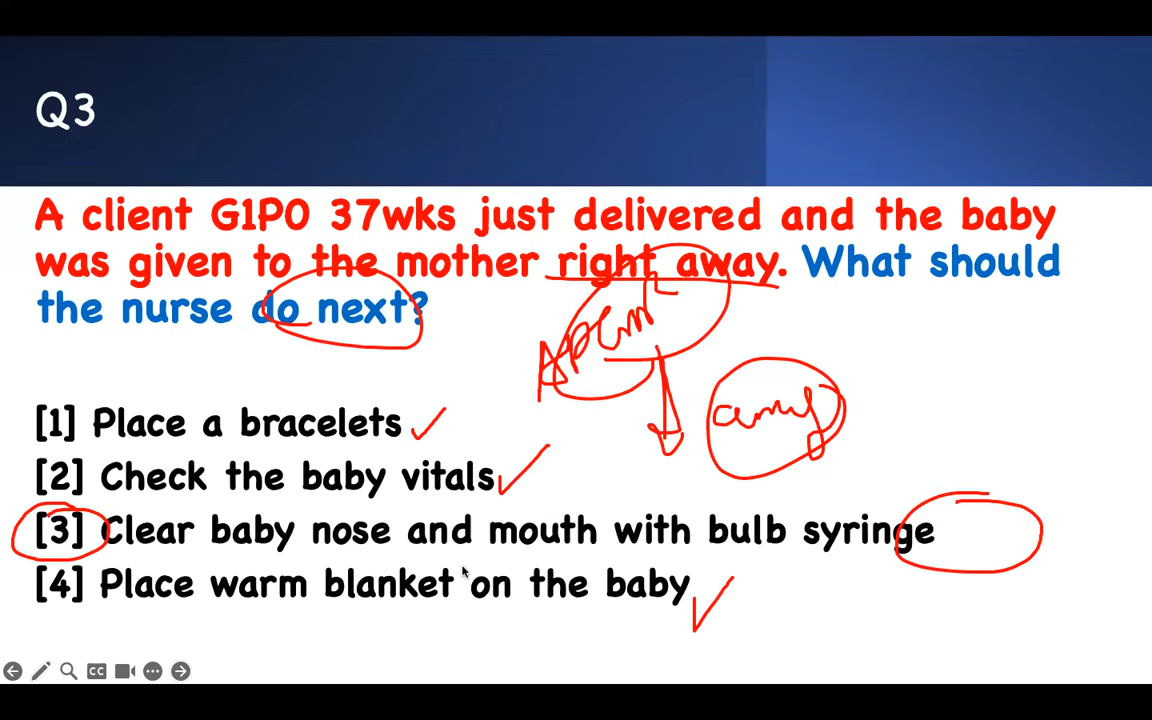 Q3
A client G1P0 37wks just delivered and the baby
was given to the mother right away. What should
the nurse do next?
[1] Place a bracelets
[2] Check the baby vitals
[3] Clear baby nose and mouth with bulb syringe
[4] Place warm blanket on the baby
CC